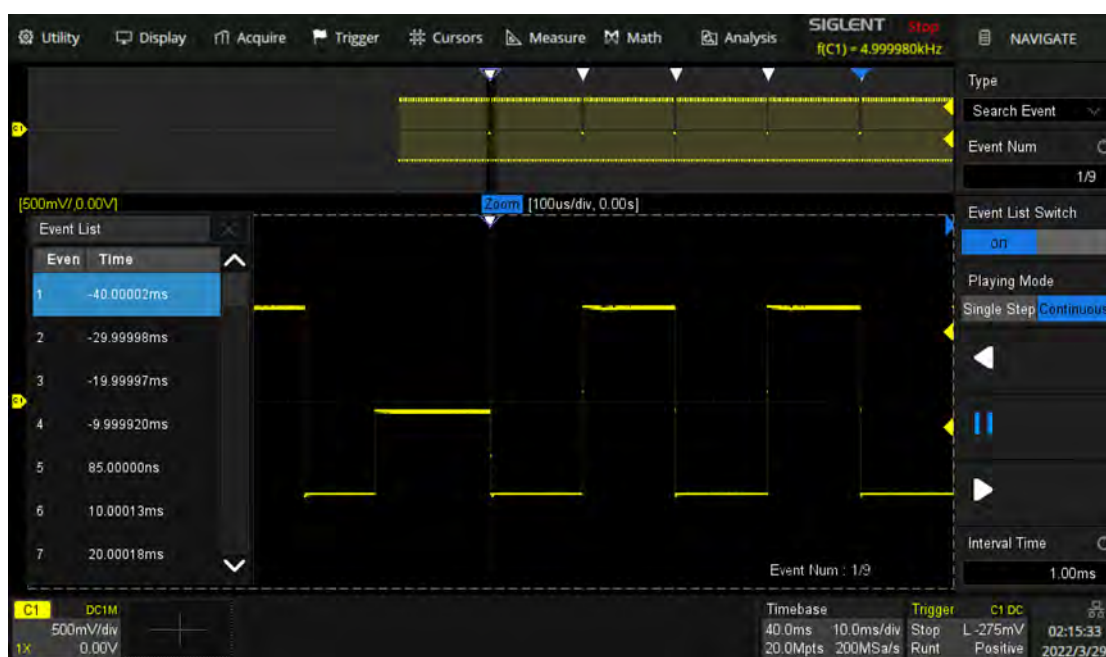 Utility Display Acquire Trigger Cursors Measure Math Analysis SIGLENT Stop NAVIGATE
f(C1) = 4.999980kHz
Type
Search Event
C1
Event Num
1/9
[500mV/,0.00V] Zoom [100us/div, 0.00s]
Event List
Event List Switch
on
Even Time
1 -40.00002ms
Playing Mode
Single Step Continuous
2 -29.99998ms
3 -19.99997ms
C1
4 -9.999920ms
5 85.00000ns
6 10.00013ms
7 20.00018ms
Interval Time
Event Num : 1/9
1.00ms
C1 DC1M Timebase Trigger C1 DC
500mV/div 40.0ms 10.0ms/div Stop L -275mV 02:15:33
1X 0.00V 20.0Mpts 200MSa/s Runt Positive 2022/3/29